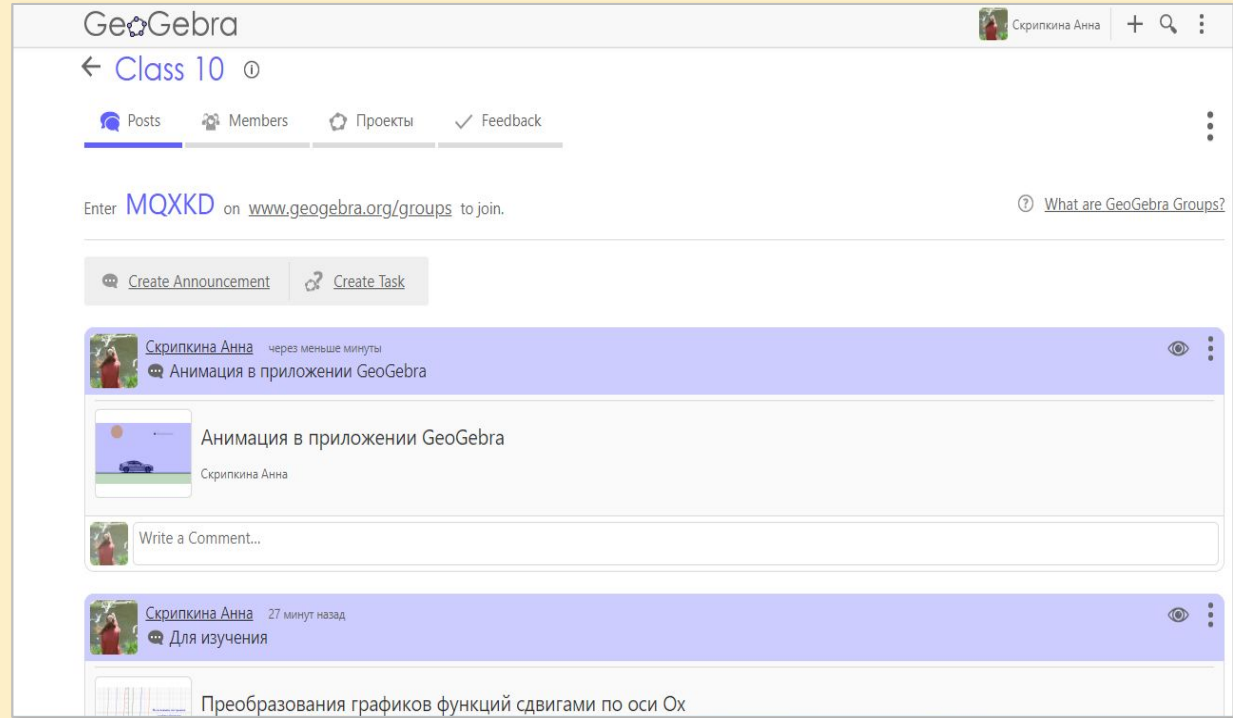 GeoGebra
Скрипкина Анна
Class 10
Posts Members Проекты Feedback
Enter MQXKD on www.geogebra.org/groups to join.
What are GeoGebra Groups?
Create Announcement Create Task
Скрипкина Анна через меньше минуты
Анимация в приложении GeoGebra
Анимация в приложении GeoGebra
Скрипкина Анна
Write a Comment...
Скрипкина Анна 27 минут назад
Для изучения
Преобразования графиков функций сдвигами по оси Ox